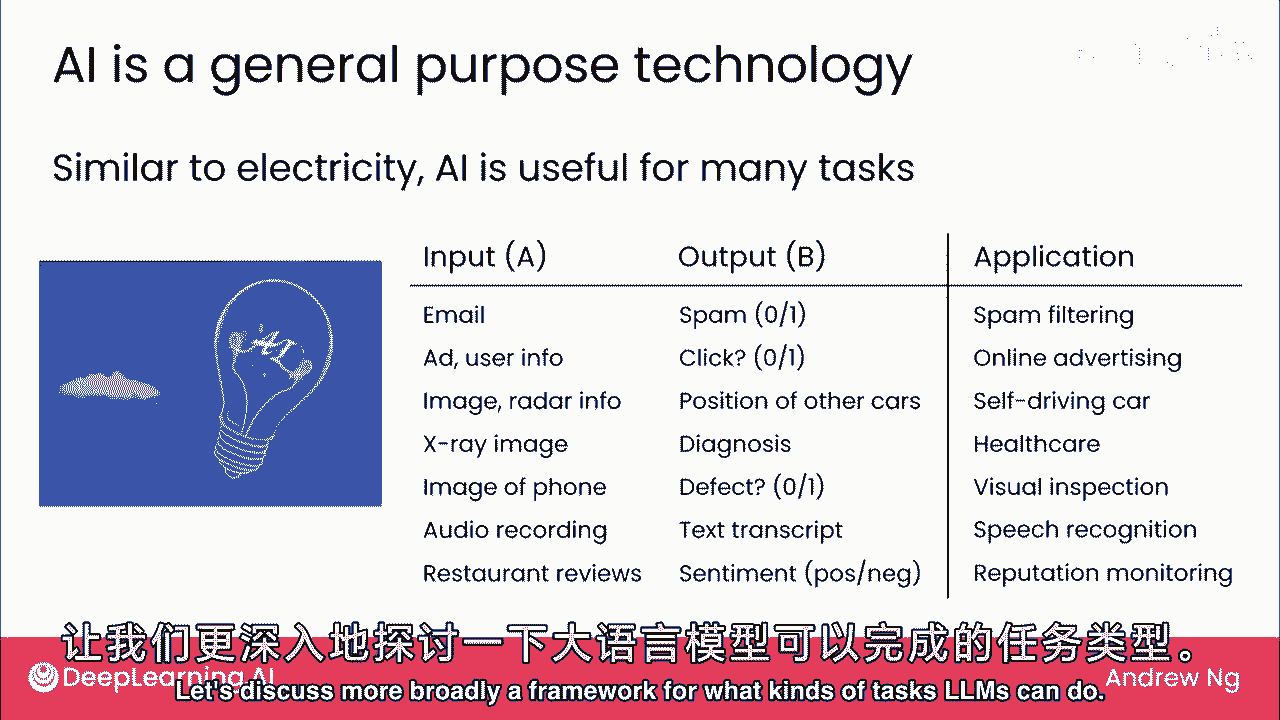 AI is a general purpose technology
Similar to electricity, AI is useful for many tasks
AI
Input (A) Output (B) Application
Email Spam (0/1) Spam filtering
Ad, user info Click? (0/1) Online advertising
Image, radar info Position of other cars Self-driving car
X-ray image Diagnosis Healthcare
Image of phone Defect? (0/1) Visual inspection
Audio recording Text transcript Speech recognition
Restaurant reviews Sentiment (pos/neg) Reputation monitoring
让我们更深入地探讨一下大语言模型可以完成的任务类型。
DeepLearning.AI Andrew Ng
Let's discuss more broadly a framework for what kinds of tasks LLMs can do.